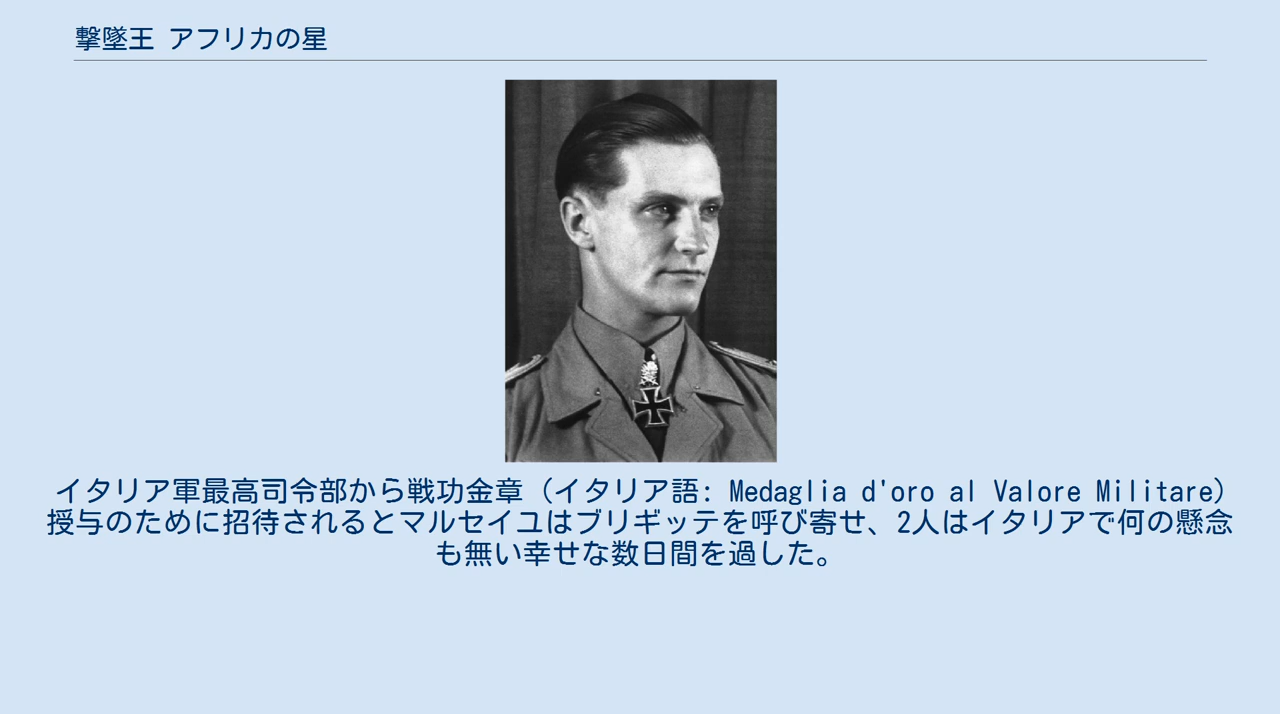 撃墜王 アフリカの星
イタリア軍最高司令部から戦功金章（イタリア語: Medaglia d'oro al Valore Militare）
授与のために招待されるとマルセイユはブリギッテを呼び寄せ、2人はイタリアで何の懸念
も無い幸せな数日間を過した。